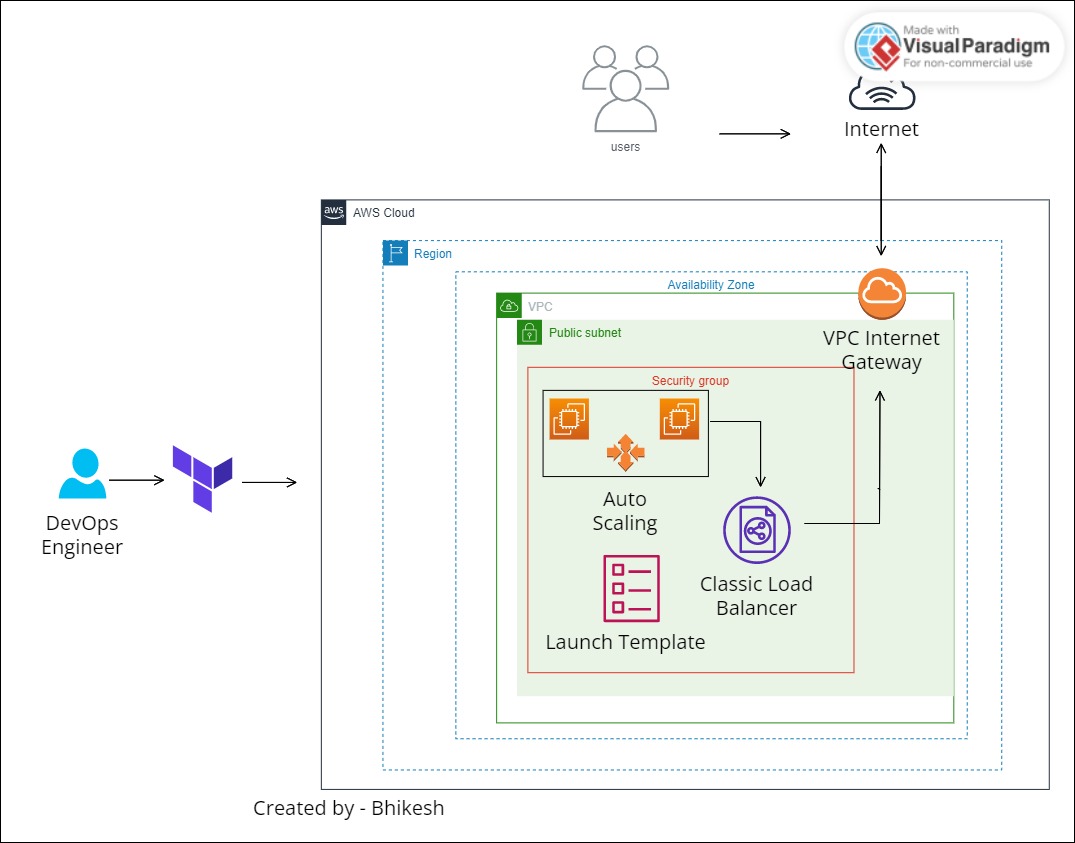 Made with
Visual Paradigm
For non-commercial use
users
Internet
aws
AWS Cloud
Region
Availability Zone
VPC
Public subnet
VPC Internet
Gateway
Security group
Auto
Scaling
DevOps
Engineer
Classic Load
Balancer
Launch Template
Created by - Bhikesh